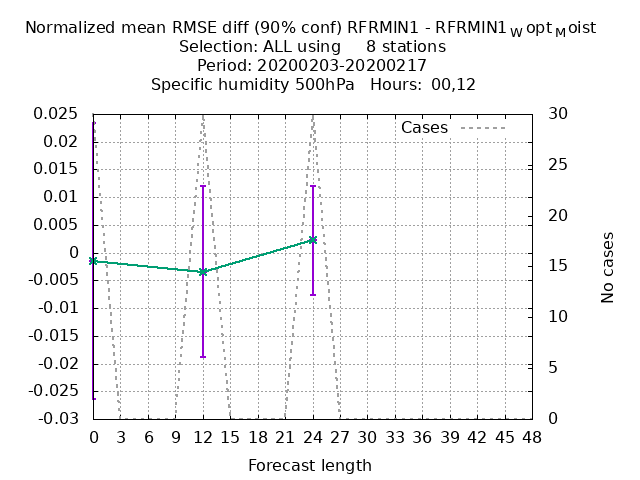 Normalized mean RMSE diff (90% conf) RFRMIN1 - RFRMIN1WoptMoist
Selection: ALL using 8 stations
Period: 20200203-20200217
Specific humidity 500hPa Hours: 00,12
Cases
0.025
0.02
0.015
0.01
0.005
0
-0.005
-0.01
-0.015
-0.02
-0.025
-0.03
30
25
20
15
10
5
0
No cases
0 3 6 9 12 15 18 21 24 27 30 33 36 39 42 45 48
Forecast length